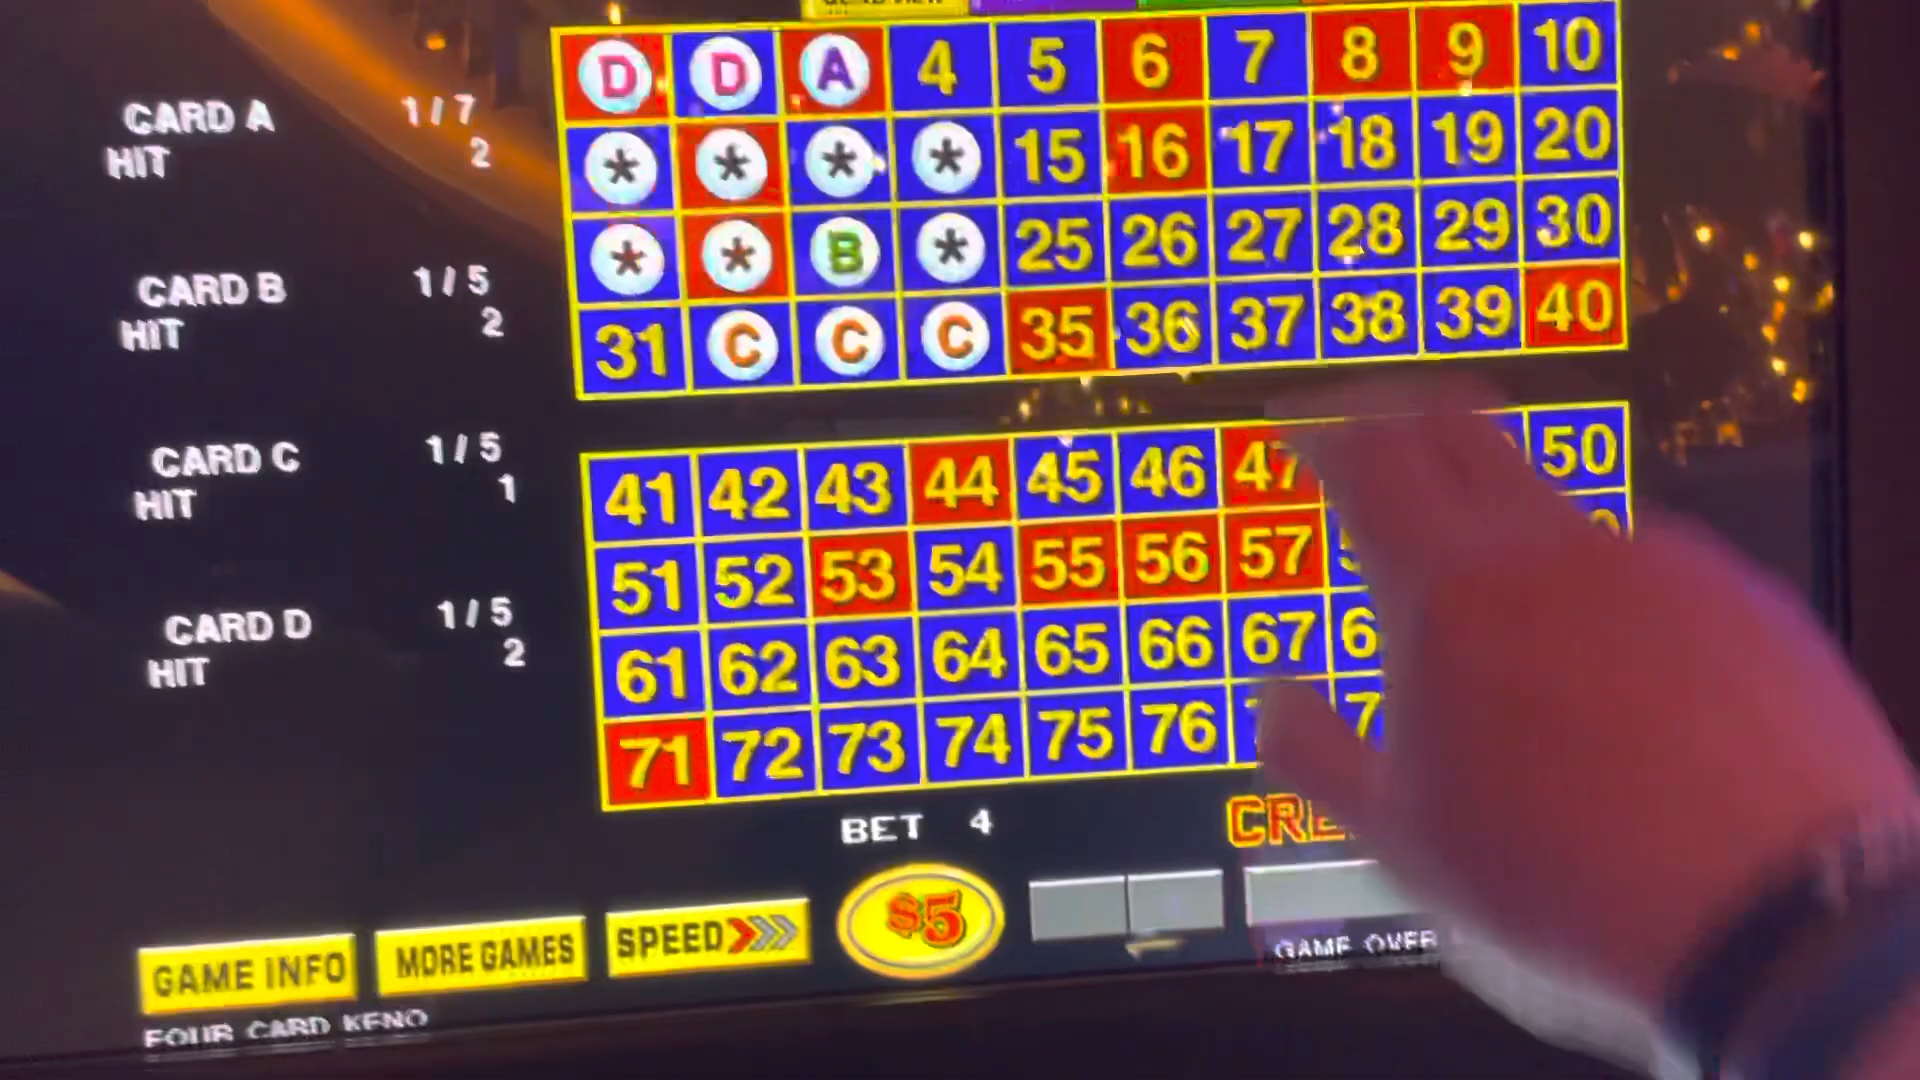 D D A 4 5 6 7 8 9 10
* * * * 15 16 17 18 19 20
* * B * 25 26 27 28 29 30
31 C C C 35 36 37 38 39 40
CARD A 1/7
HIT 2
CARD B 1/5
HIT 2
CARD C 1/5
HIT 1
CARD D 1/5
HIT 2
41 42 43 44 45 46 47 50
51 52 53 54 55 56 57
61 62 63 64 65 66 67
71 72 73 74 75 76
BET 4
$5
GAME INFO MORE GAMES SPEED
GAME OVER
FOUR CARD KENO